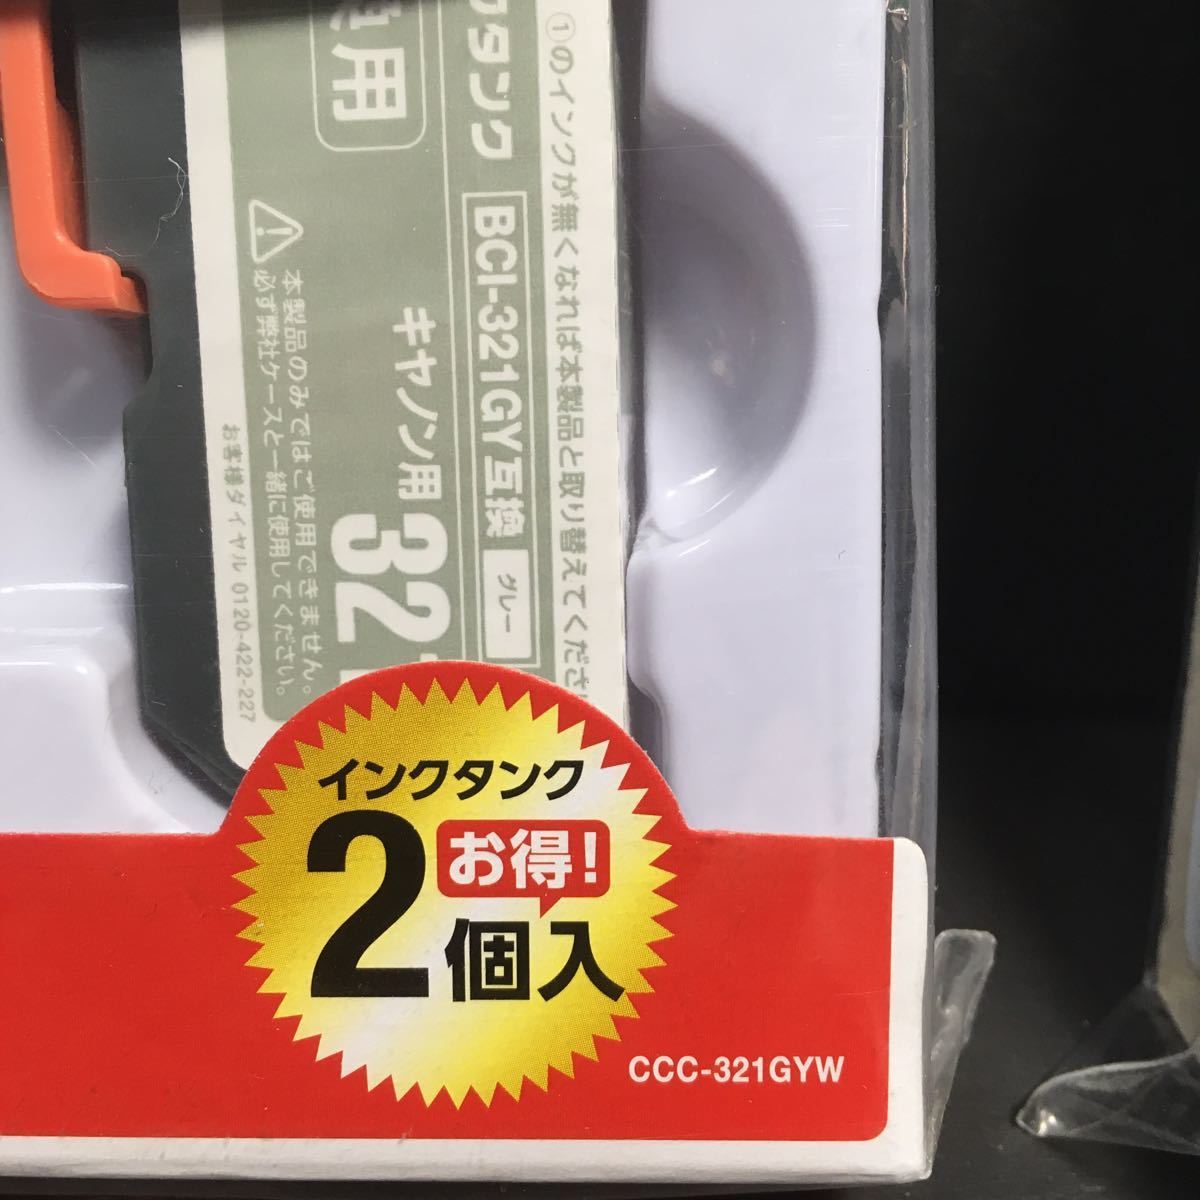 ①のインクが無くなれば本製品と取り替えてくださ
タンク BCI-321GY互換 グレー
キヤノン用
32
用
本製品のみではご使用できません。
必ず弊社ケースと一緒に使用してください。
お客様ダイヤル 0120-422-227
インクタンク
2個入
お得!
CCC-321GYW